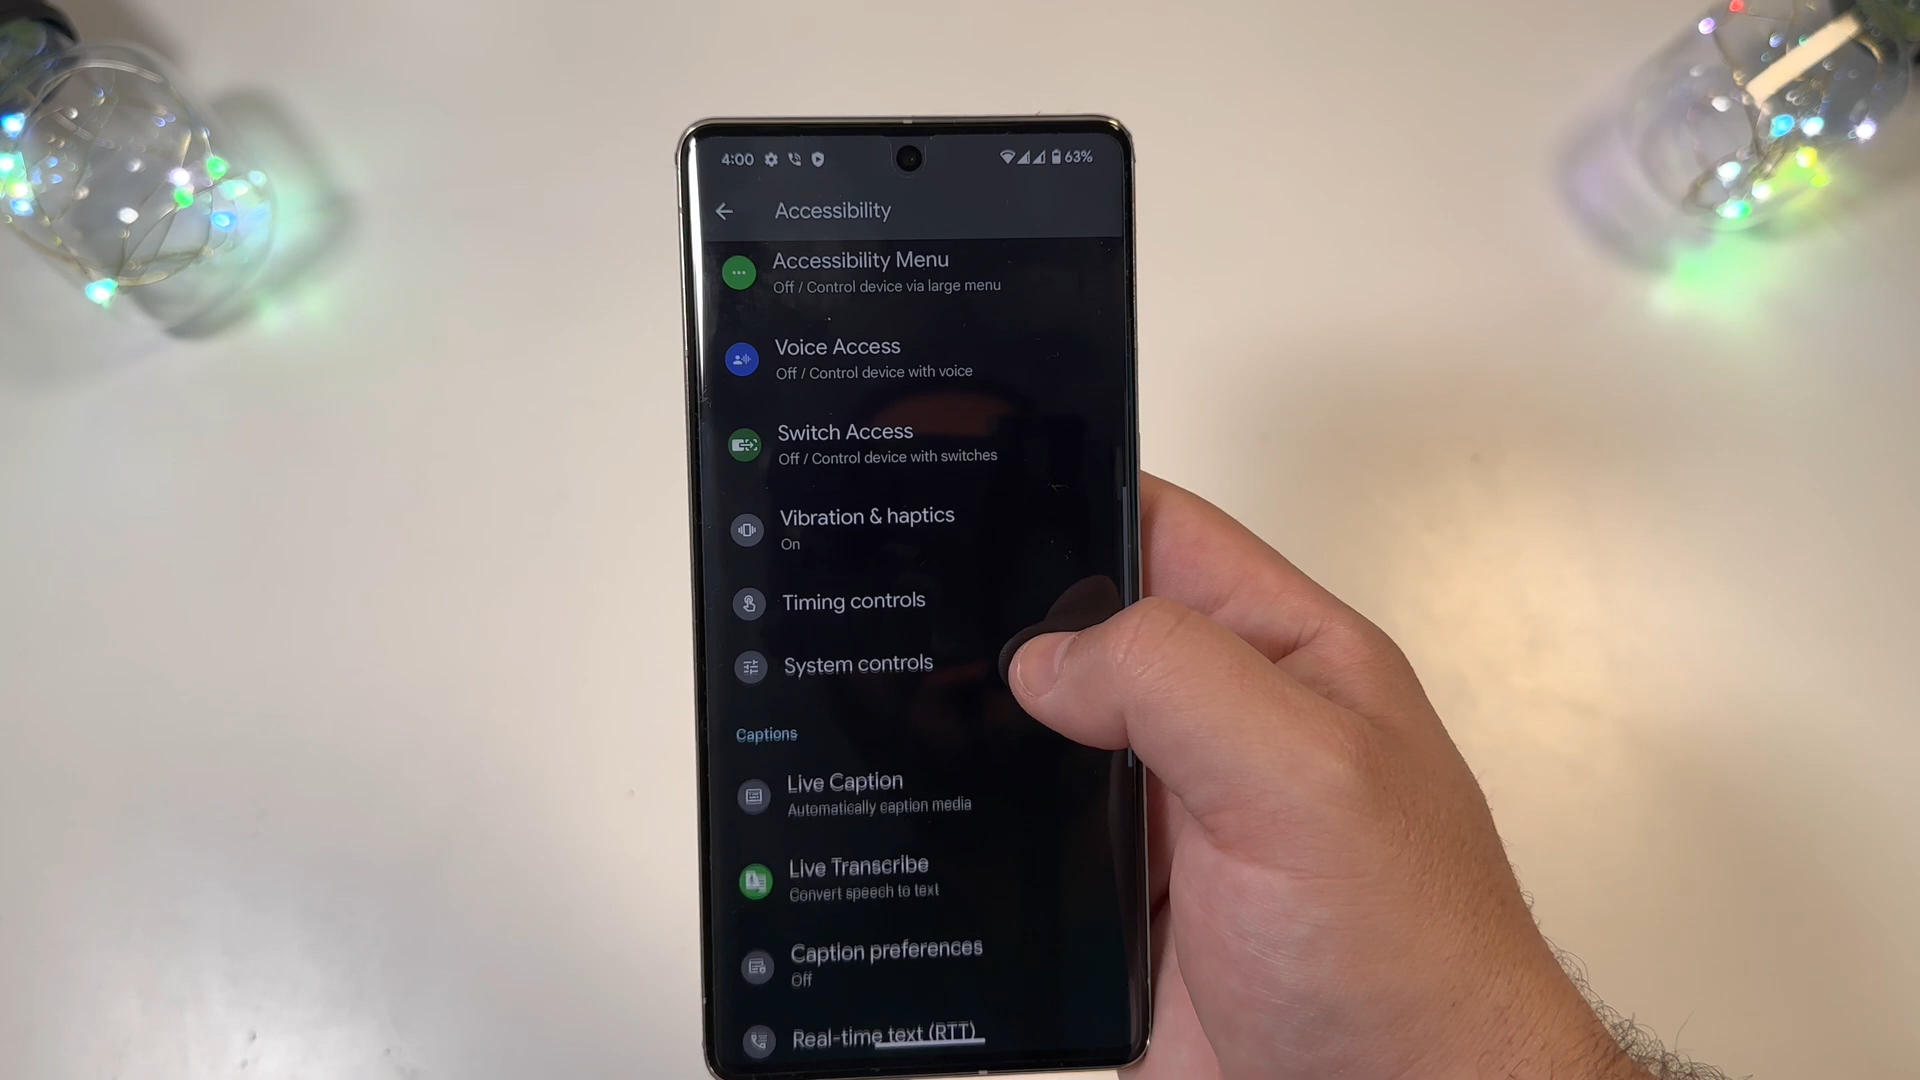 4:00
63%
Accessibility
Accessibility Menu
Off / Control device via large menu
Voice Access
Off / Control device with voice
Switch Access
Off / Control device with switches
Vibration & haptics
On
Timing controls
System controls
Captions
Live Caption
Automatically caption media
Live Transcribe
Convert speech to text
Caption preferences
Off
Real-time text (RTT)